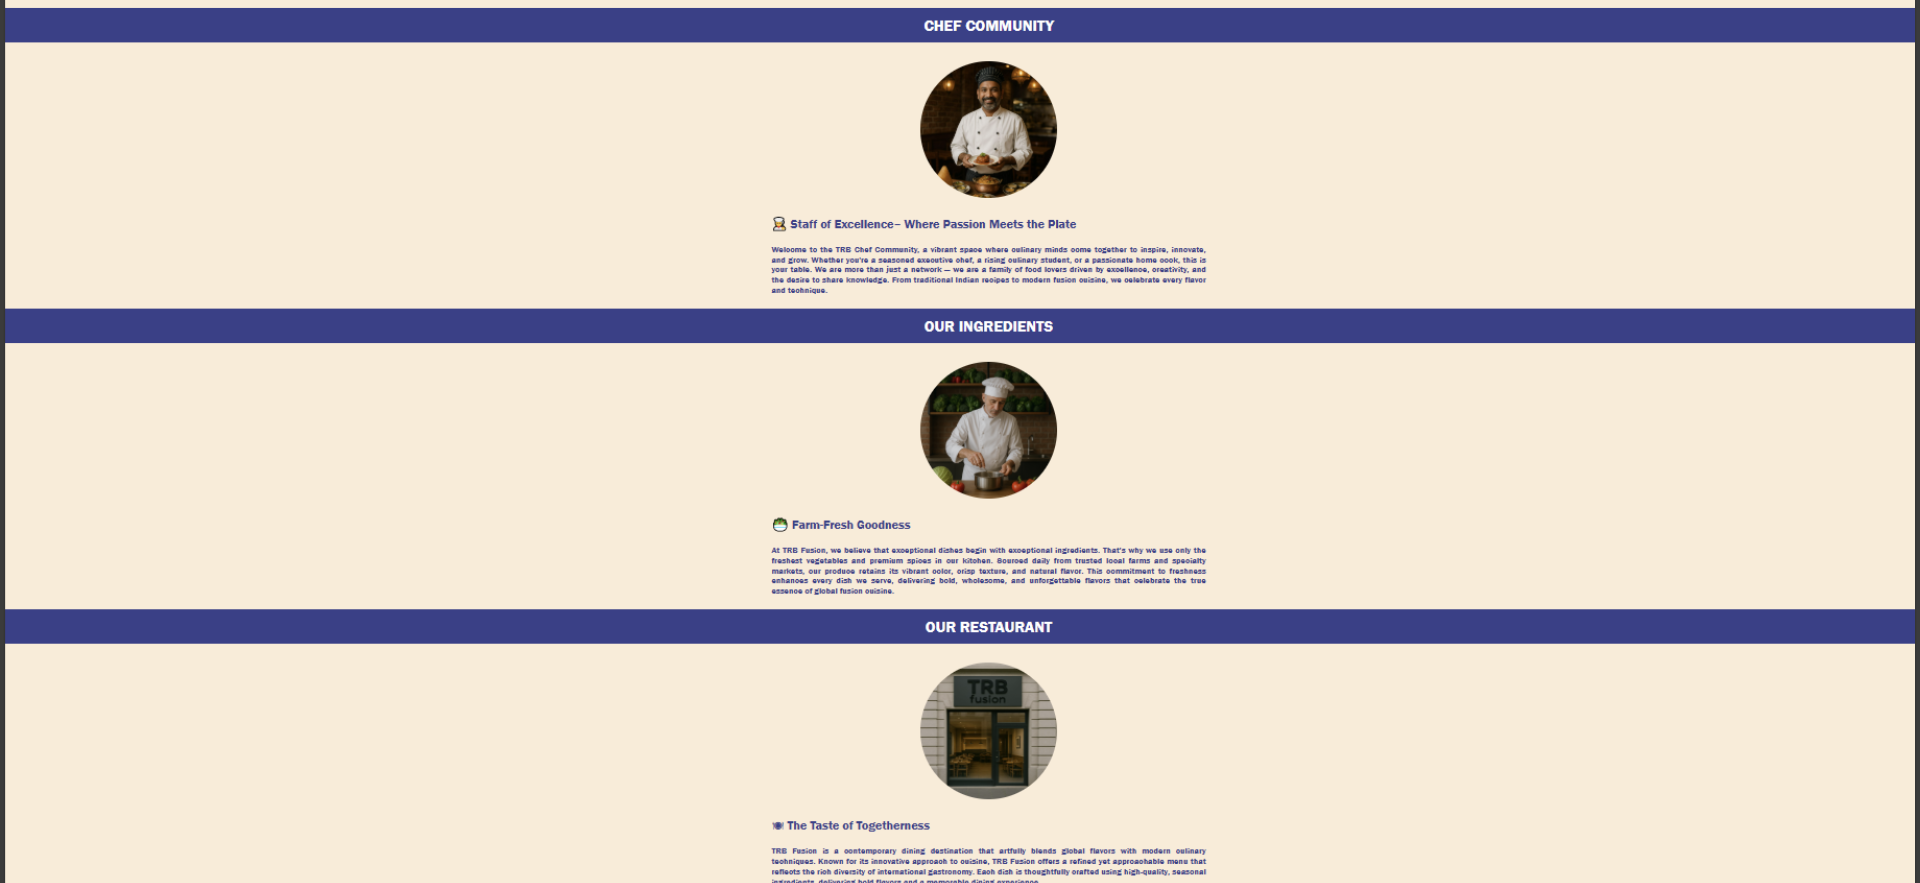 CHEF COMMUNITY
Staff of Excellence– Where Passion Meets the Plate
Welcome to the TRB Chef Community, a vibrant space where culinary minds come together to inspire, innovate,
and grow. Whether you're a seasoned executive chef, a rising culinary student, or a passionate home cook, this is
your table. We are more than just a network — we are a family of food lovers driven by excellence, creativity, and
the desire to share knowledge. From traditional Indian recipes to modern fusion cuisine, we celebrate every flavor
and technique.
OUR INGREDIENTS
Farm-Fresh Goodness
At TRB Fusion, we believe that exceptional dishes begin with exceptional ingredients. That's why we use only the
freshest vegetables and premium spices in our kitchen. Sourced daily from trusted local farms and specialty
markets, our produce retains its vibrant color, crisp texture, and natural flavor. This commitment to freshness
enhances every dish we serve, delivering bold, wholesome, and unforgettable flavors that celebrate the true
essence of global fusion cuisine.
OUR RESTAURANT
TRB
fusion
The Taste of Togetherness
TRB Fusion is a contemporary dining destination that artfully blends global flavors with modern culinary
techniques. Known for its innovative approach to cuisine, TRB Fusion offers a refined yet approachable menu that
reflects the rich diversity of international gastronomy. Each dish is thoughtfully crafted using high-quality, seasonal
ingredients, delivering bold flavors and a memorable dining experience.